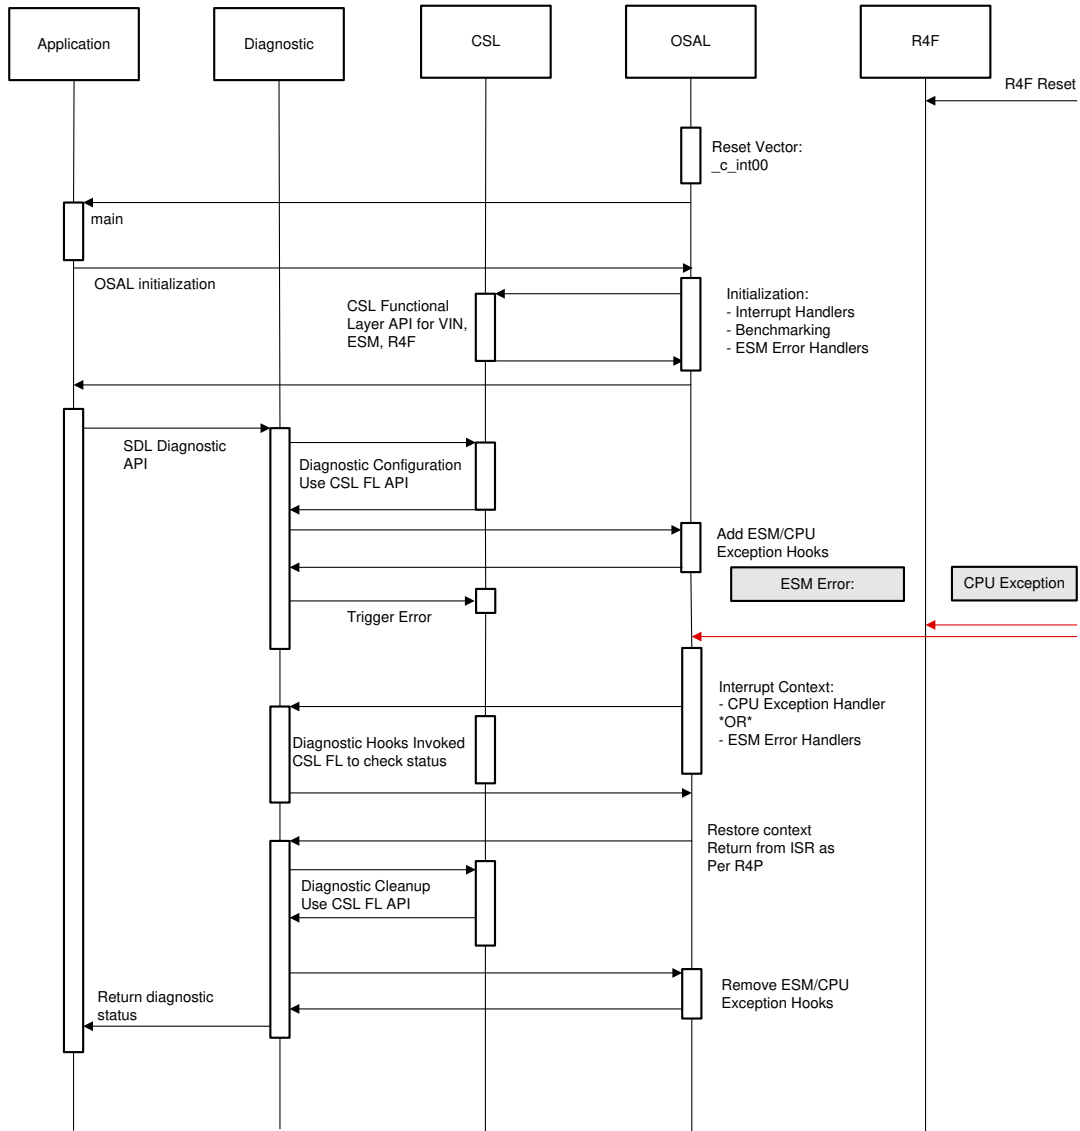 Application
Diagnostic
CSL
OSAL
R4F
R4F Reset
Reset Vector:
_c_int00
main
OSAL initialization
CSL Functional
Layer API for VIN,
ESM, R4F
Initialization:
- Interrupt Handlers
- Benchmarking
- ESM Error Handlers
SDL Diagnostic
API
Diagnostic Configuration
Use CSL FL API
Add ESM/CPU
Exception Hooks
ESM Error:
CPU Exception
Trigger Error
Interrupt Context:
- CPU Exception Handler
*OR*
- ESM Error Handlers
Diagnostic Hooks Invoked
CSL FL to check status
Restore context
Return from ISR as
Per R4P
Diagnostic Cleanup
Use CSL FL API
Remove ESM/CPU
Exception Hooks
Return diagnostic
status